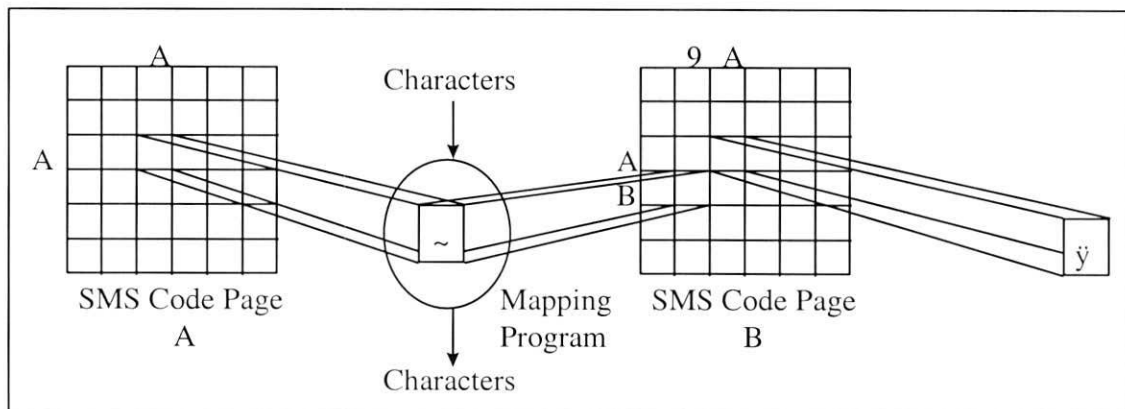 A
A
SMS Code Page
A
Characters
~
Mapping
Program
Characters
9 A
A
B
SMS Code Page
B
ÿ